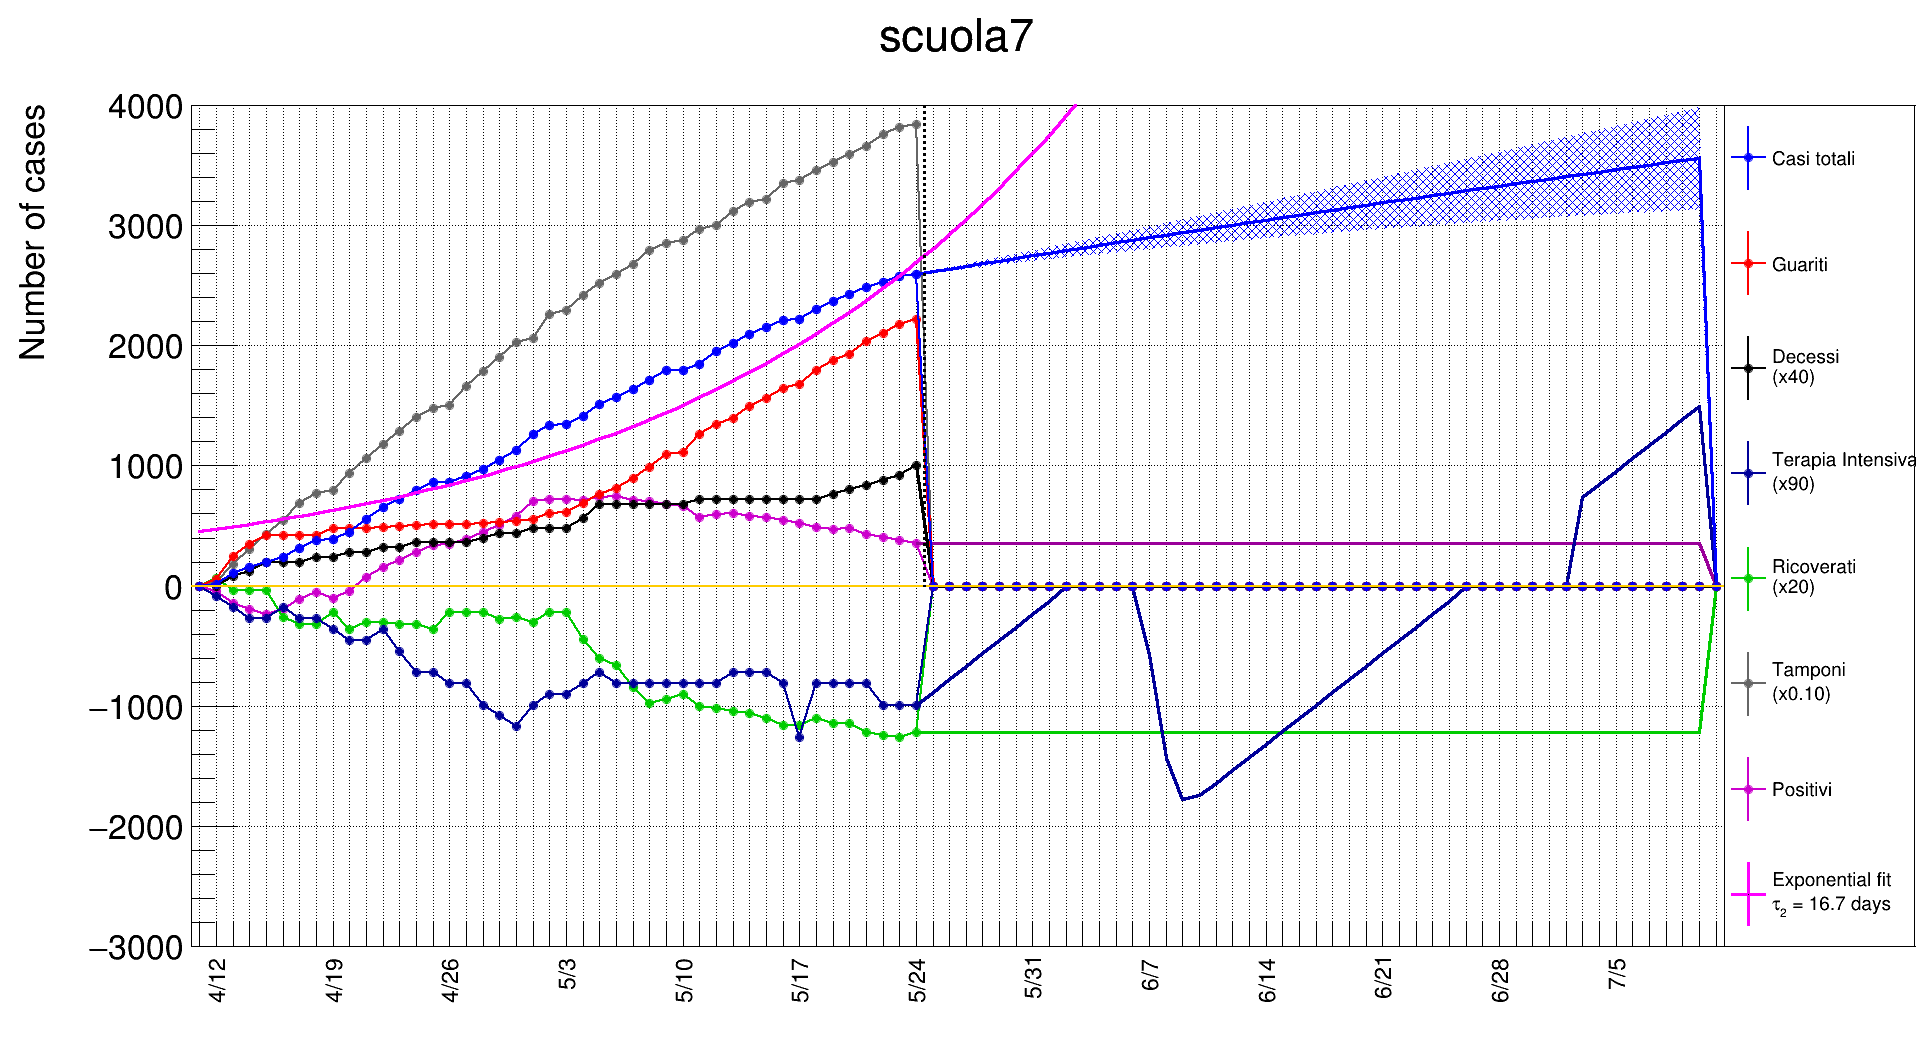 scuola7
Number of cases
4000
3000
2000
1000
0
−1000
−2000
−3000
4/12
4/19
4/26
5/3
5/10
5/17
5/24
5/31
6/7
6/14
6/21
6/28
7/5
Casi totali
Guariti
Decessi
(x40)
Terapia Intensiva
(x90)
Ricoverati
(x20)
Tamponi
(x0.10)
Positivi
Exponential fit
τ2 = 16.7 days